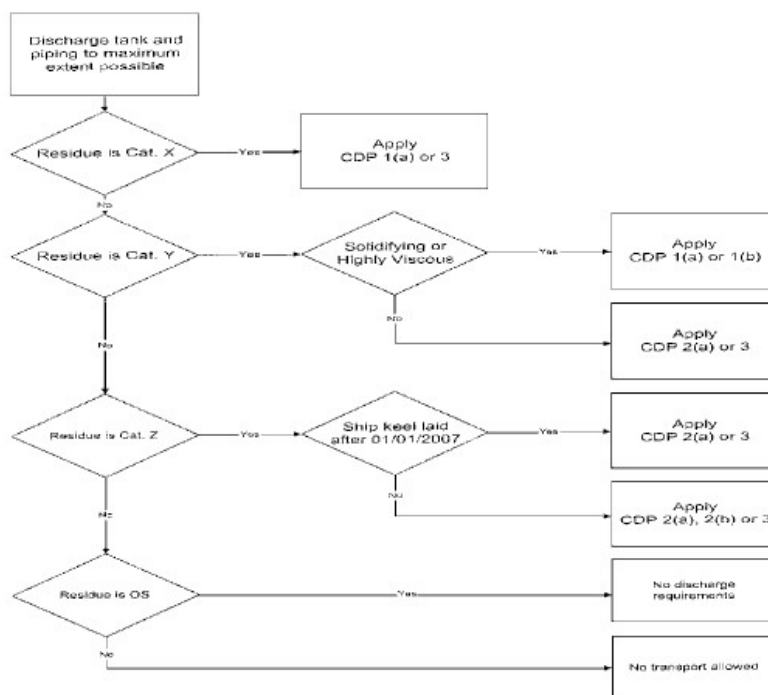 Discharge tank and
piping to maximum
extent possible
Residue is Cat. X
Yes
Apply
CDP 1(a) or 3
No
Residue is Cat. Y
Yes
Solidifying or
Highly Viscous
Yes
Apply
CDP 1(a) or 1(b)
No
Apply
CDP 2(a) or 3
No
Residue is Cat. Z
Yes
Ship keel laid
after 01/01/2007
Yes
Apply
CDP 2(a) or 3
No
Apply
CDP 2(a), 2(b) or 3
No
Residue is OS
Yes
No discharge
requirements
No
No transport allowed